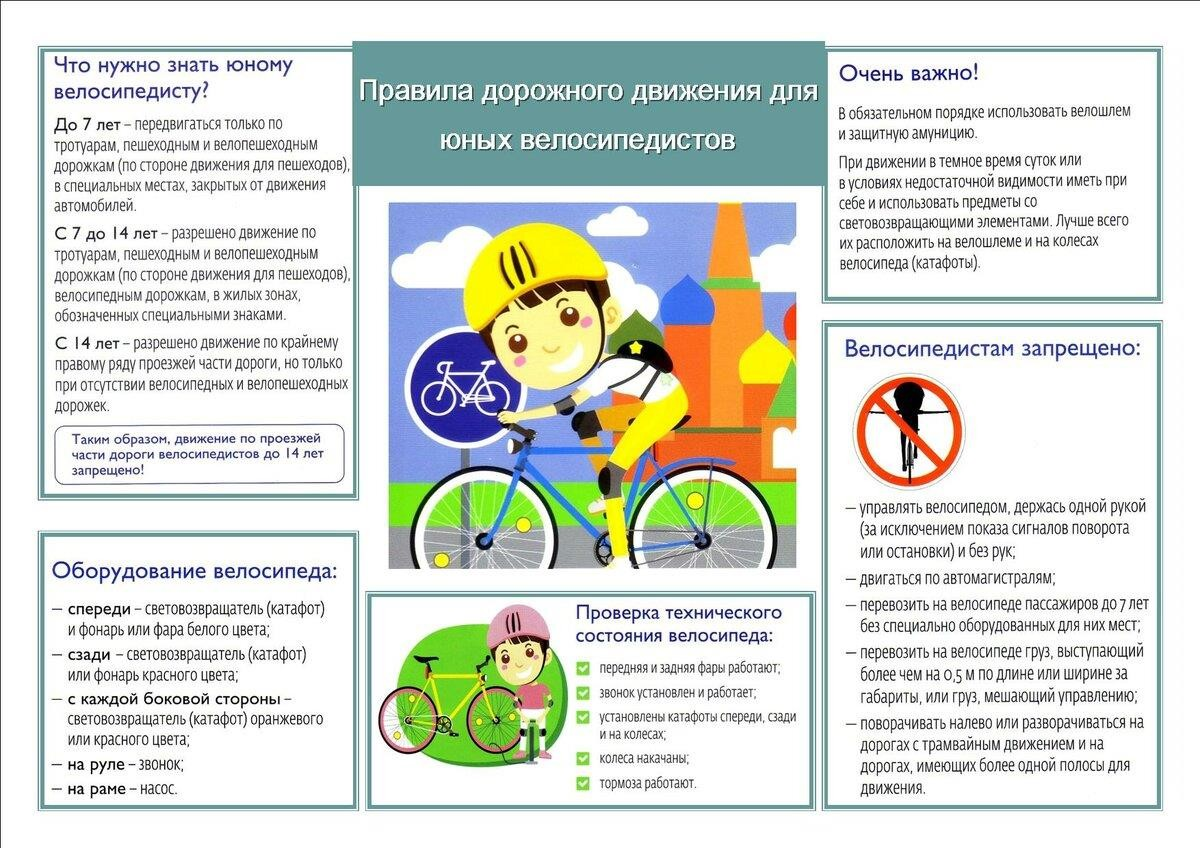 Что нужно знать юному
велосипедисту?
До 7 лет – передвигаться только по
тротуарам, пешеходным и велопешеходным
дорожкам (по стороне движения для пешеходов),
в специальных местах, закрытых от движения
автомобилей.
С 7 до 14 лет – разрешено движение по
тротуарам, пешеходным и велопешеходным
дорожкам (по стороне движения для пешеходов),
велосипедным дорожкам, в жилых зонах,
обозначенных специальными знаками.
С 14 лет – разрешено движение по крайнему
правому ряду проезжей части дороги, но только
при отсутствии велосипедных и велопешеходных
дорожек.
Таким образом, движение по проезжей
части дороги велосипедистов до 14 лет
запрещено!
Оборудование велосипеда:
– спереди – световозвращатель (катафот)
и фонарь или фара белого цвета;
– сзади – световозвращатель (катафот)
или фонарь красного цвета;
– с каждой боковой стороны –
световозвращатель (катафот) оранжевого
или красного цвета;
– на руле – звонок;
– на раме – насос.
Правила дорожного движения для
юных велосипедистов
Проверка технического
состояния велосипеда:
передняя и задняя фары работают;
звонок установлен и работает;
установлены катафоты спереди, сзади
и на колесах;
колеса накачаны;
тормоза работают.
Очень важно!
В обязательном порядке использовать велошлем
и защитную амуницию.
При движении в темное время суток или
в условиях недостаточной видимости иметь при
себе и использовать предметы со
световозвращающими элементами. Лучше всего
их расположить на велошлеме и на колесах
велосипеда (катафоты).
Велосипедистам запрещено:
– управлять велосипедом, держась одной рукой
(за исключением показа сигналов поворота
или остановки) и без рук;
– двигаться по автомагистралям;
– перевозить на велосипеде пассажиров до 7 лет
без специально оборудованных для них мест;
– перевозить на велосипеде груз, выступающий
более чем на 0,5 м по длине или ширине за
габариты, или груз, мешающий управлению;
– поворачивать налево или разворачиваться на
дорогах с трамвайным движением и на
дорогах, имеющих более одной полосы для
движения.